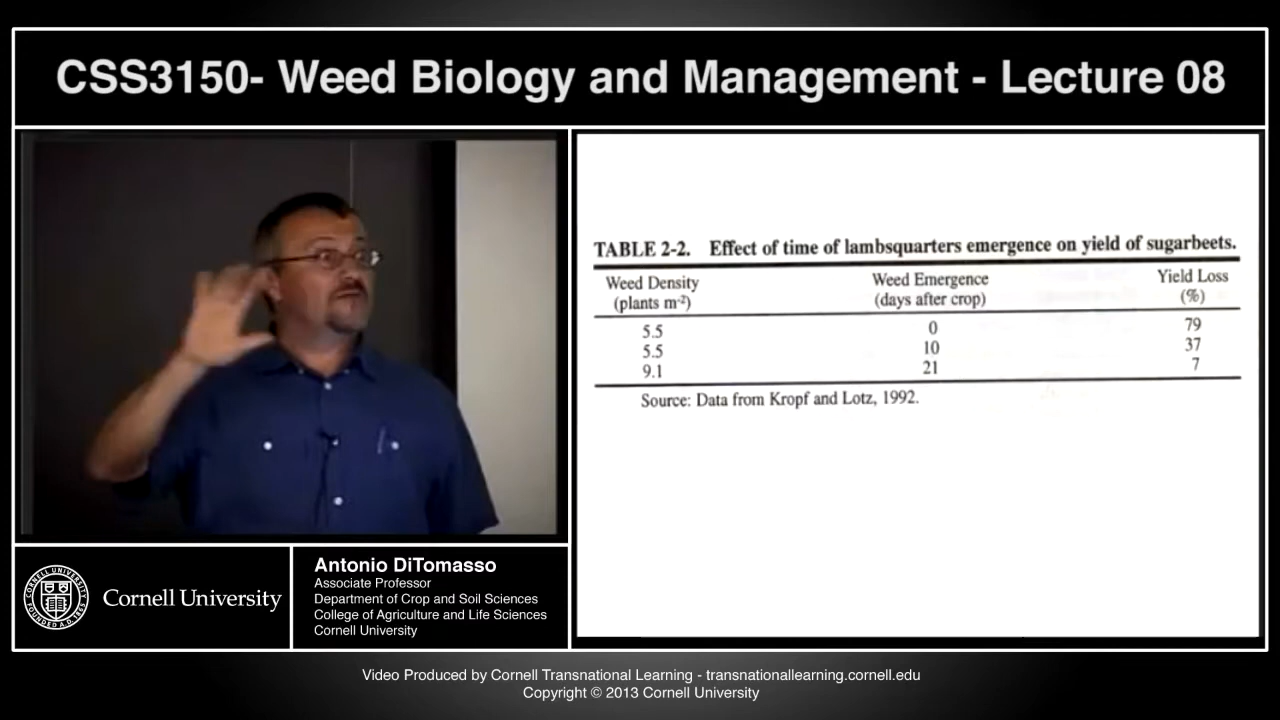 CSS3150- Weed Biology and Management - Lecture 08
TABLE 2-2. Effect of time of lambsquarters emergence on yield of sugarbeets.
Weed Density Weed Emergence Yield Loss
(plants m⁻²) (days after crop) (%)
5.5 0 79
5.5 10 37
9.1 21 7
Source: Data from Kropf and Lotz, 1992.
Cornell University
Antonio DiTomasso
Associate Professor
Department of Crop and Soil Sciences
College of Agriculture and Life Sciences
Cornell University
Video Produced by Cornell Transnational Learning - transnationallearning.cornell.edu
Copyright © 2013 Cornell University